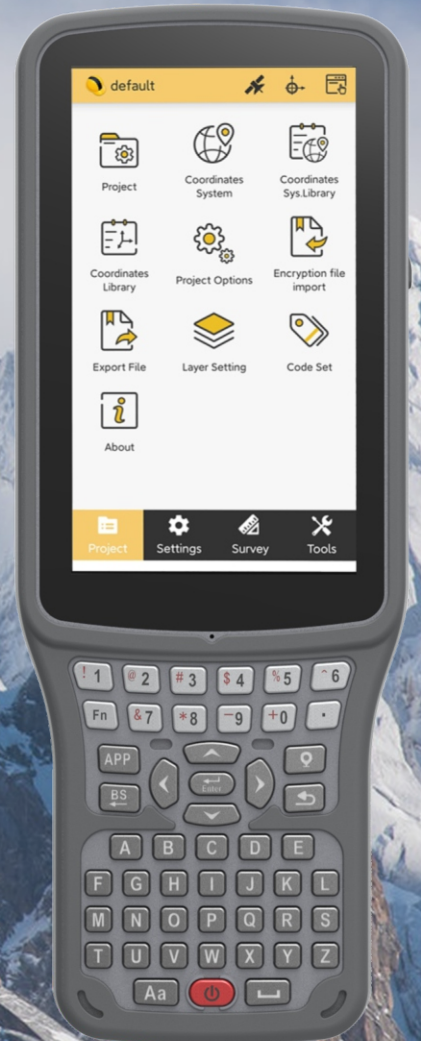 default
Project
Coordinates
System
Coordinates
Sys.Library
Coordinates
Library
Project Options
Encryption file
import
Export File
Layer Setting
Code Set
About
Project
Settings
Survey
Tools
! 1 @ 2 # 3 $ 4 % 5 ^ 6
Fn & 7 * 8 - 9 + 0 .
APP
BS
Enter
A B C D E
F G H I J K L
M N O P Q R S
T U V W X Y Z
Aa